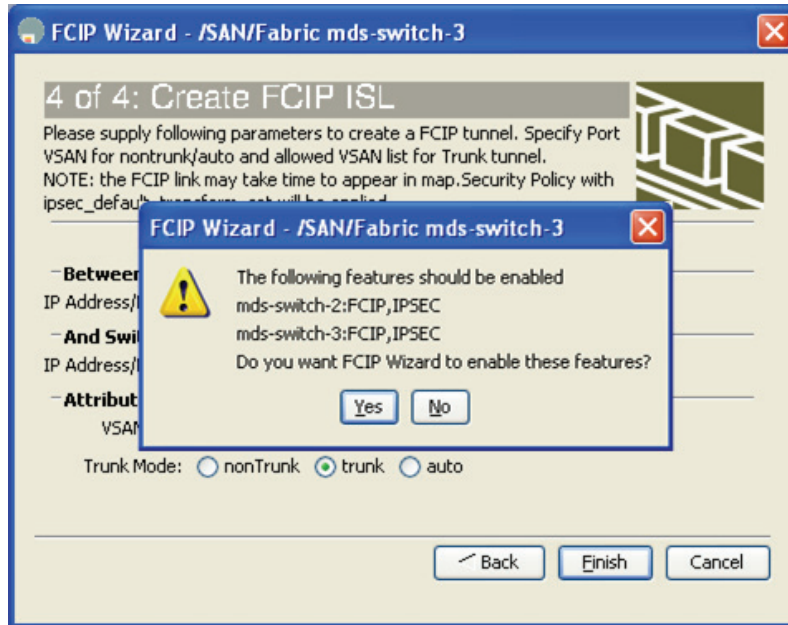 FCIP Wizard - /SAN/Fabric mds-switch-3
4 of 4: Create FCIP ISL
Please supply following parameters to create a FCIP tunnel. Specify Port
VSAN for nontrunk/auto and allowed VSAN list for Trunk tunnel.
NOTE: the FCIP link may take time to appear in map.Security Policy with
FCIP Wizard - /SAN/Fabric mds-switch-3
The following features should be enabled
mds-switch-2:FCIP,IPSEC
mds-switch-3:FCIP,IPSEC
Do you want FCIP Wizard to enable these features?
Yes
No
IP Address/
IP Address/
Trunk Mode: nonTrunk trunk auto
Back
Finish
Cancel